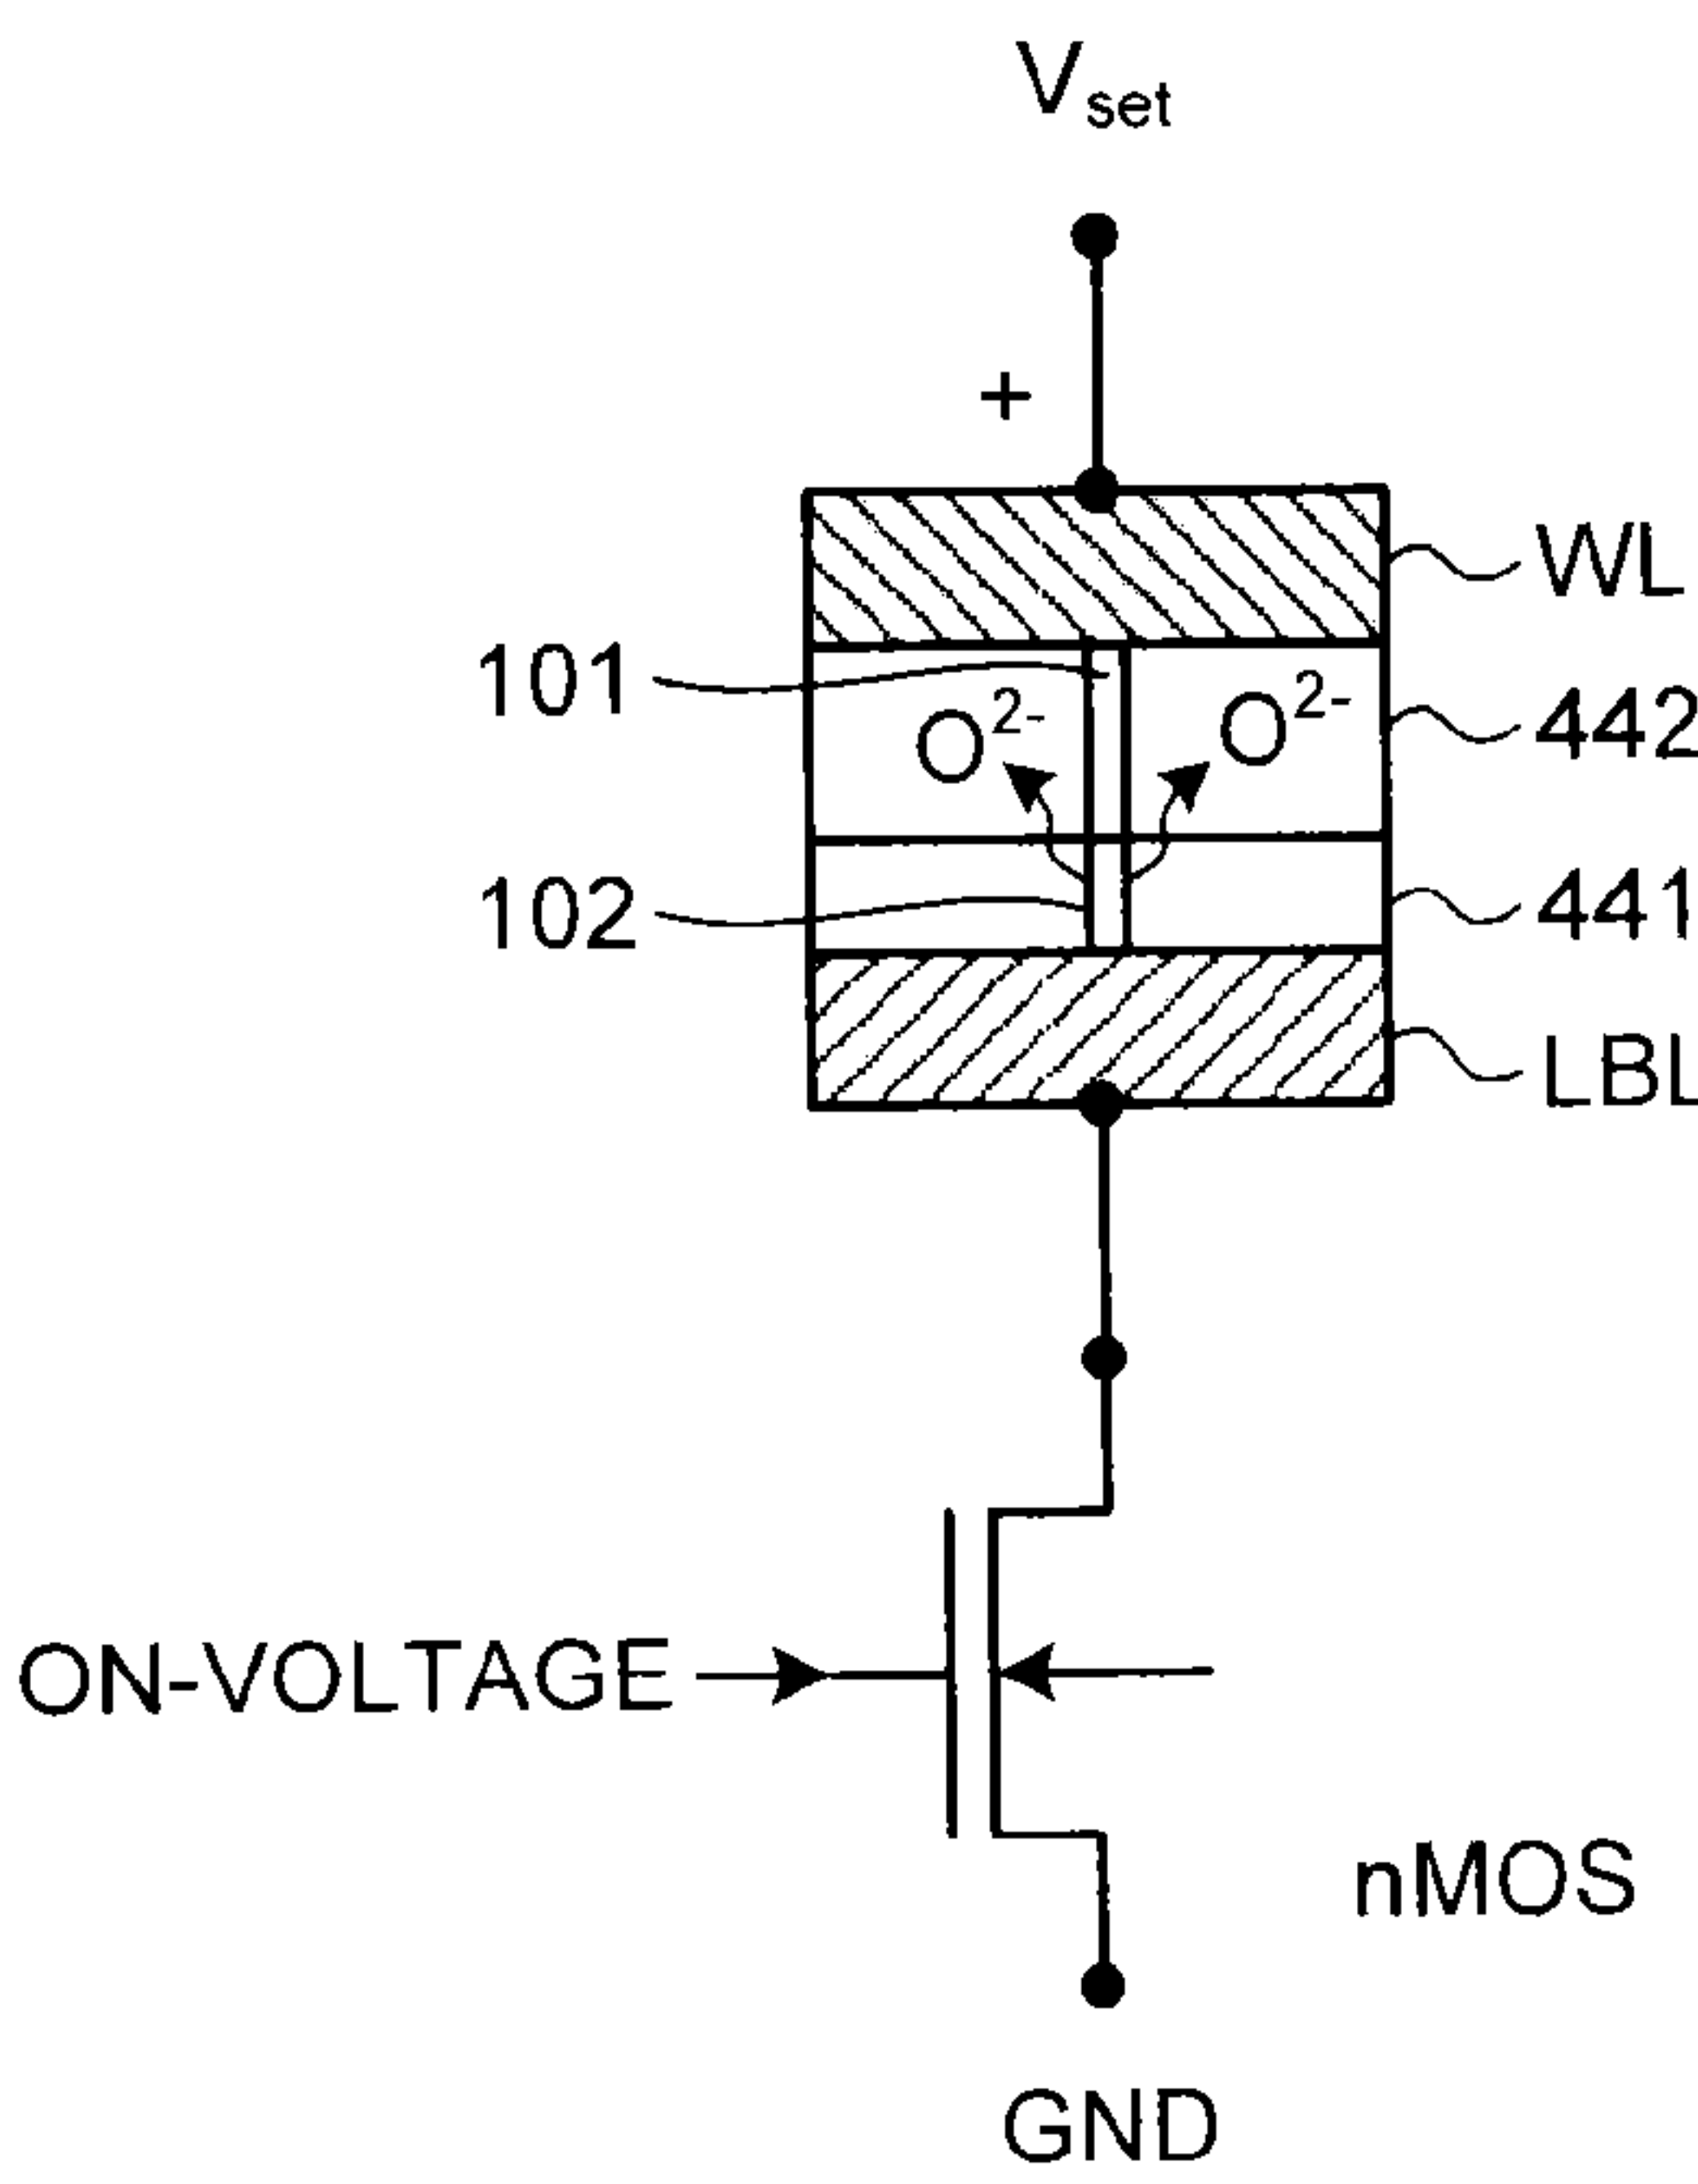 Vset
+
WL
101
O2- O2-
442
102
441
LBL
ON-VOLTAGE
nMOS
GND